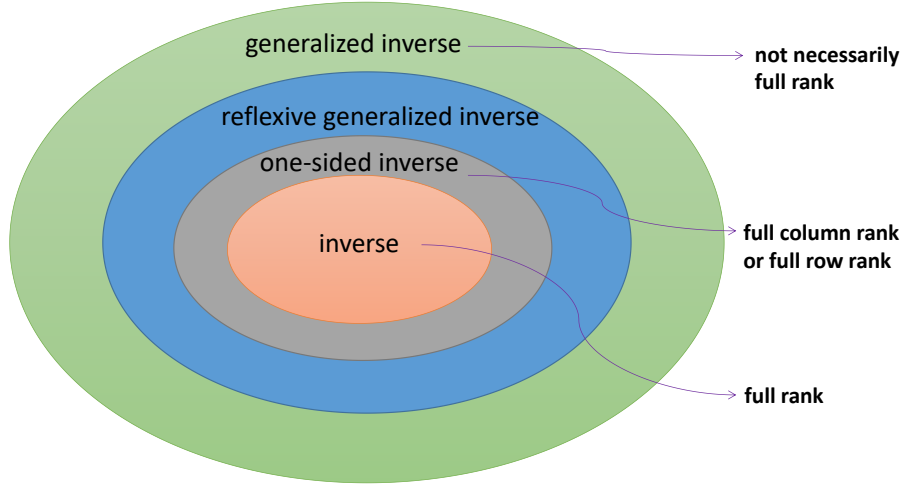 generalized inverse
not necessarily
full rank
reflexive generalized inverse
one-sided inverse
full column rank
or full row rank
inverse
full rank